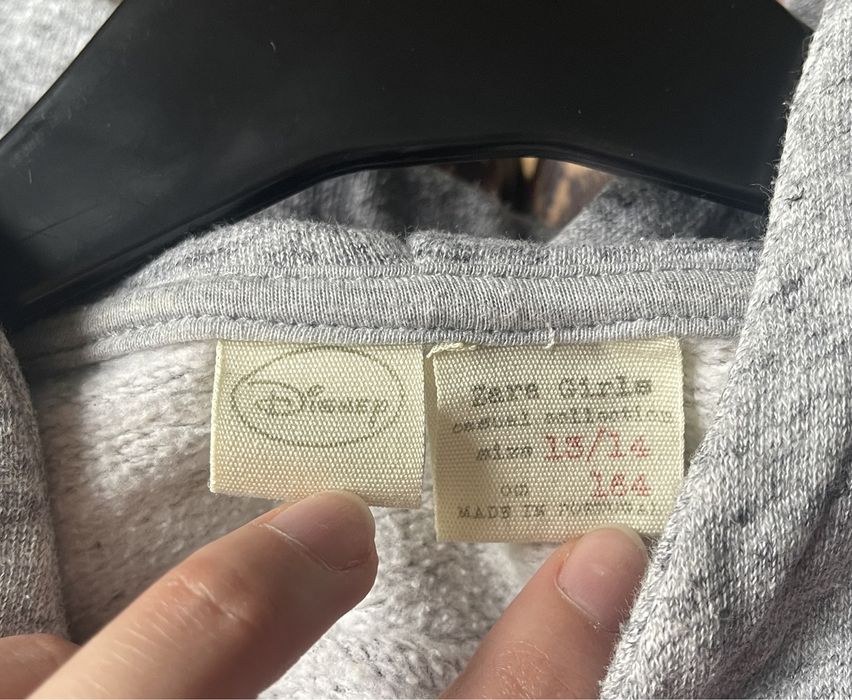 Disney
Zara Girls
casual collection
size 13/14
cm 164
MADE IN PORTUGAL